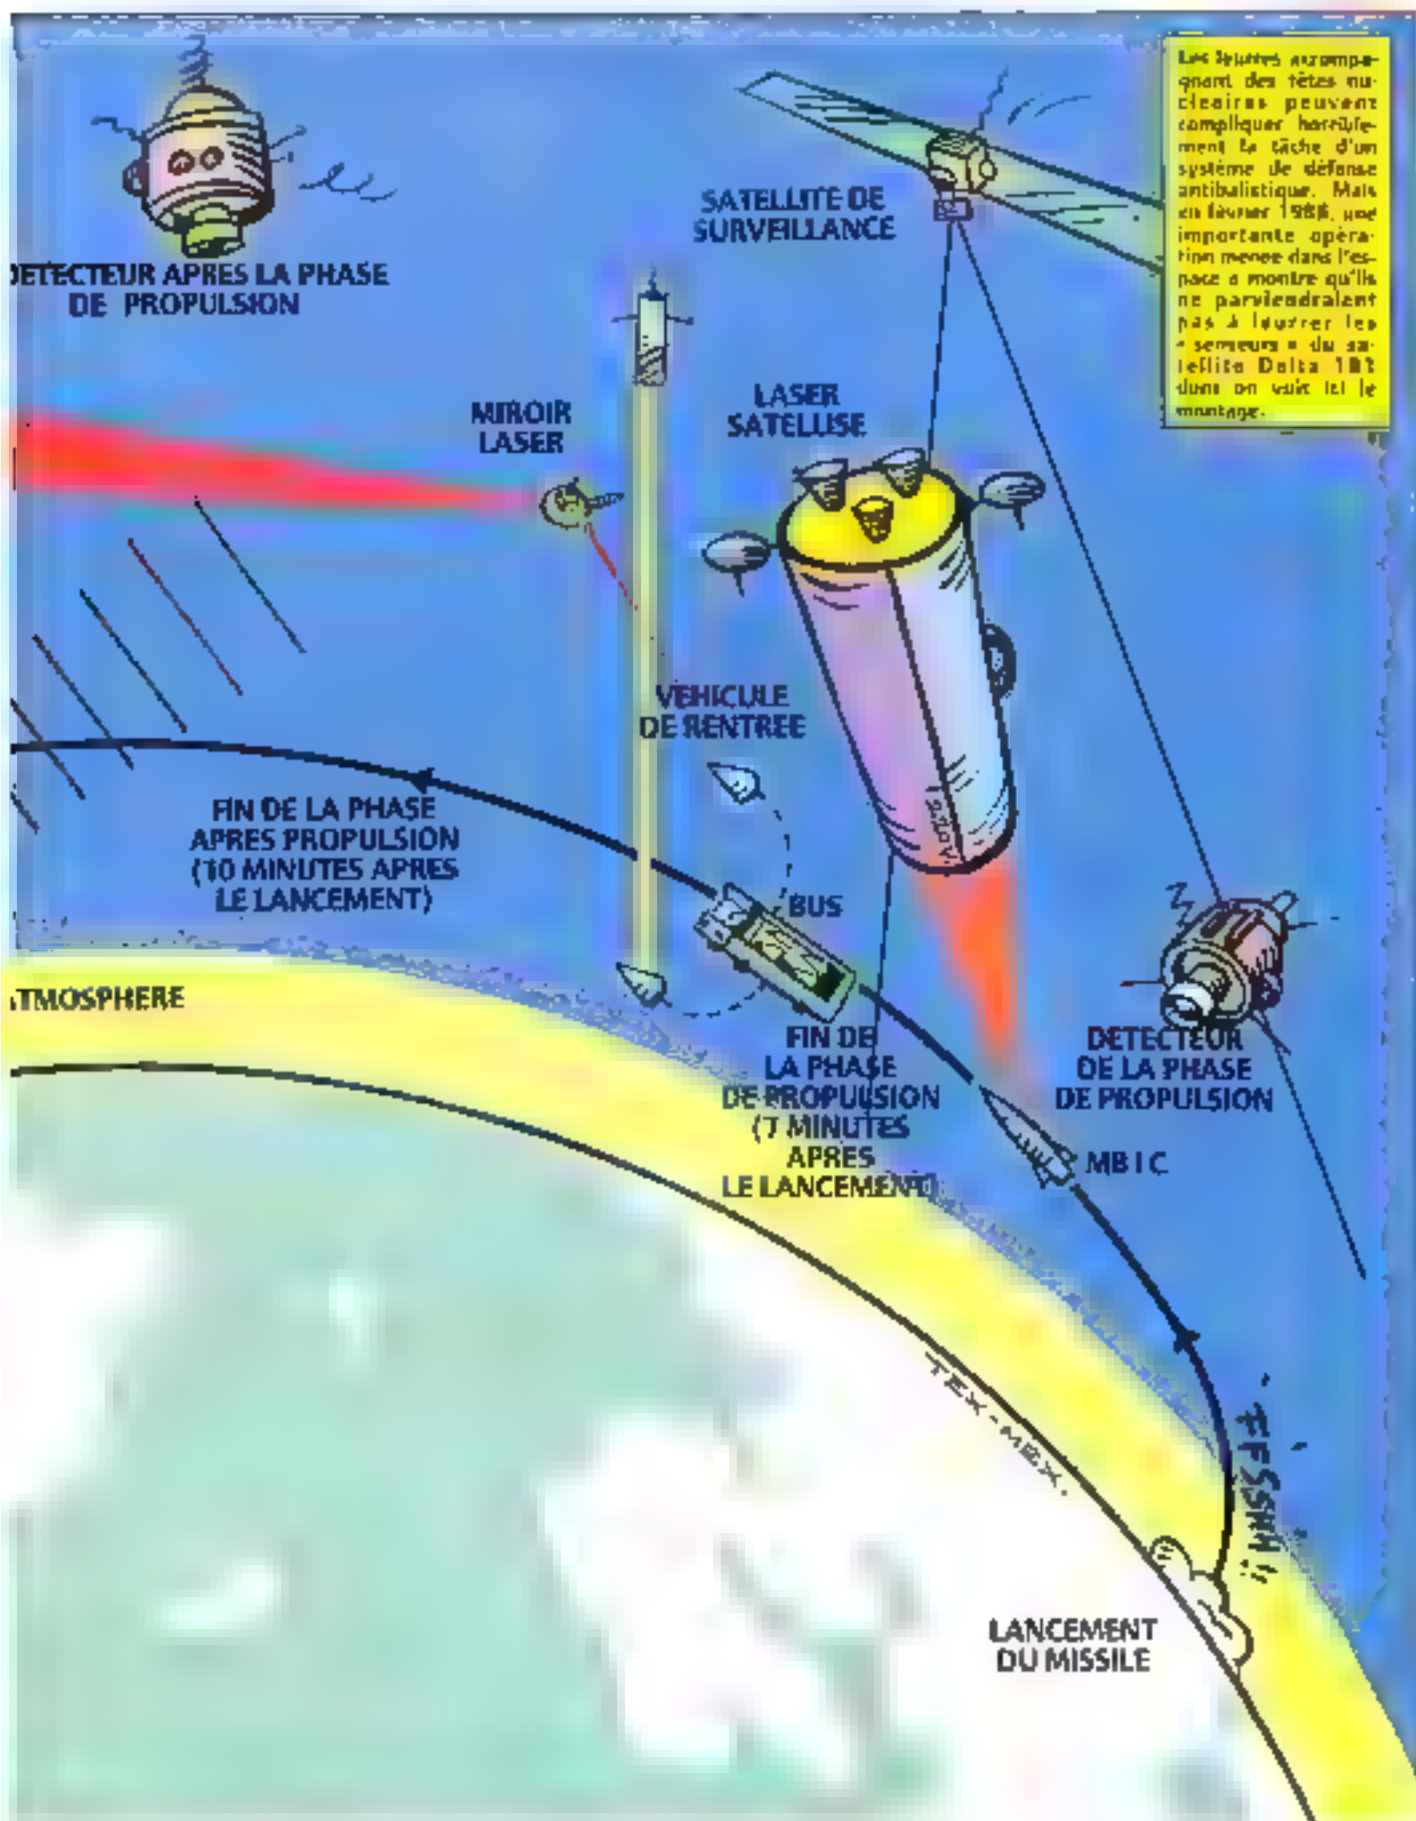 Les leurres accompa-
gnant des têtes nu-
cléaires peuvent
compliquer horrible-
ment la tâche d'un
système de défense
antibalistique. Mais
en février 1988, une
importante opéra-
tion menee dans l'es-
pace a montre qu'ils
ne parviendraient
pas à leurrer les
« senseurs » du sa-
tellite Delta 181
dont on voit ici le
montage.
SATELLITE DE
SURVEILLANCE
DETECTEUR APRES LA PHASE
DE PROPULSION
MIROIR
LASER
LASER
SATELLISE
VEHICULE
DE RENTREE
FIN DE LA PHASE
APRES PROPULSION
(10 MINUTES APRES
LE LANCEMENT)
BUS
ATMOSPHERE
FIN DE
LA PHASE
DE PROPULSION
(7 MINUTES
APRES
LE LANCEMENT)
DETECTEUR
DE LA PHASE
DE PROPULSION
MBIC
TEX-MEX.
FFSSHH!!
LANCEMENT
DU MISSILE